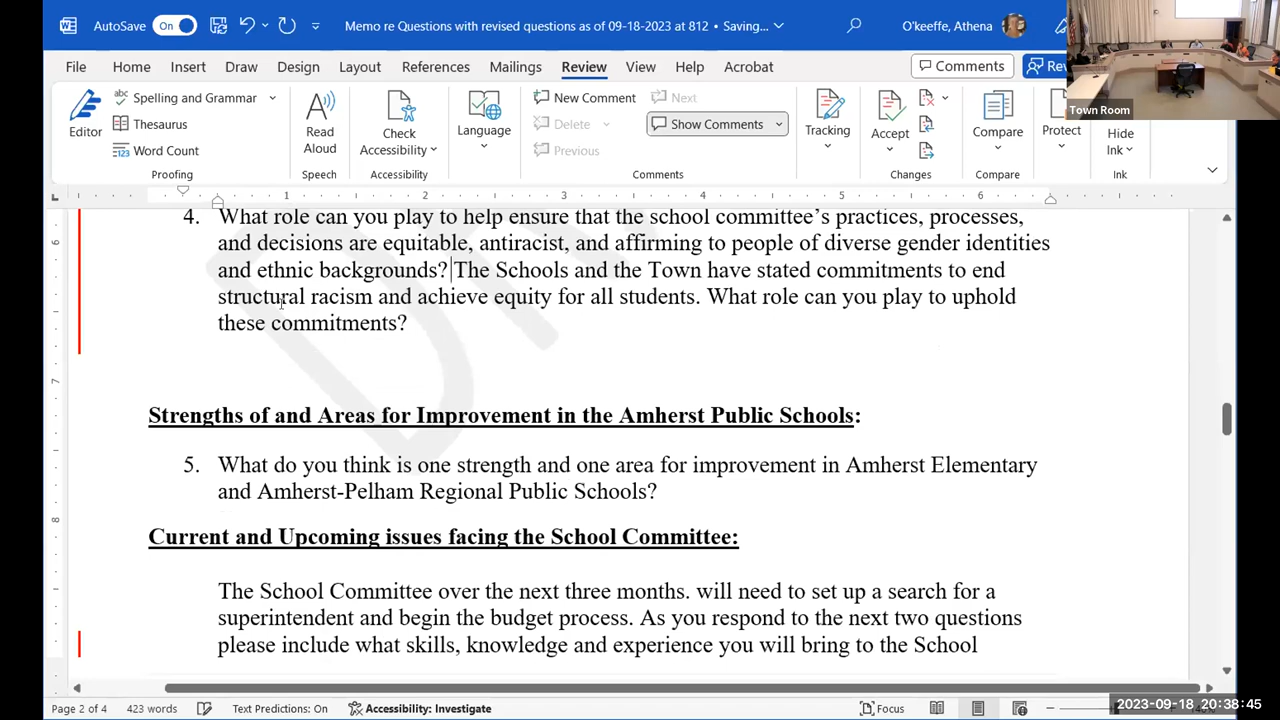 AutoSave
On
Memo re Questions with revised questions as of 09-18-2023 at 812 • Saving...
O'keeffe, Athena
File
Home
Insert
Draw
Design
Layout
References
Mailings
Review
View
Help
Acrobat
Comments
Town Room
Editor
Spelling and Grammar
Thesaurus
Word Count
Proofing
Read
Aloud
Speech
Check
Accessibility
Accessibility
Language
New Comment
Delete
Previous
Next
Show Comments
Comments
Tracking
Accept
Changes
Compare
Compare
Protect
Hide
Ink
Ink
4. What role can you play to help ensure that the school committee's practices, processes,
and decisions are equitable, antiracist, and affirming to people of diverse gender identities
and ethnic backgrounds? The Schools and the Town have stated commitments to end
structural racism and achieve equity for all students. What role can you play to uphold
these commitments?
Strengths of and Areas for Improvement in the Amherst Public Schools:
5. What do you think is one strength and one area for improvement in Amherst Elementary
and Amherst-Pelham Regional Public Schools?
Current and Upcoming issues facing the School Committee:
The School Committee over the next three months. will need to set up a search for a
superintendent and begin the budget process. As you respond to the next two questions
please include what skills, knowledge and experience you will bring to the School
Page 2 of 4
423 words
Text Predictions: On
Accessibility: Investigate
Focus
2023-09-18 20:38:45